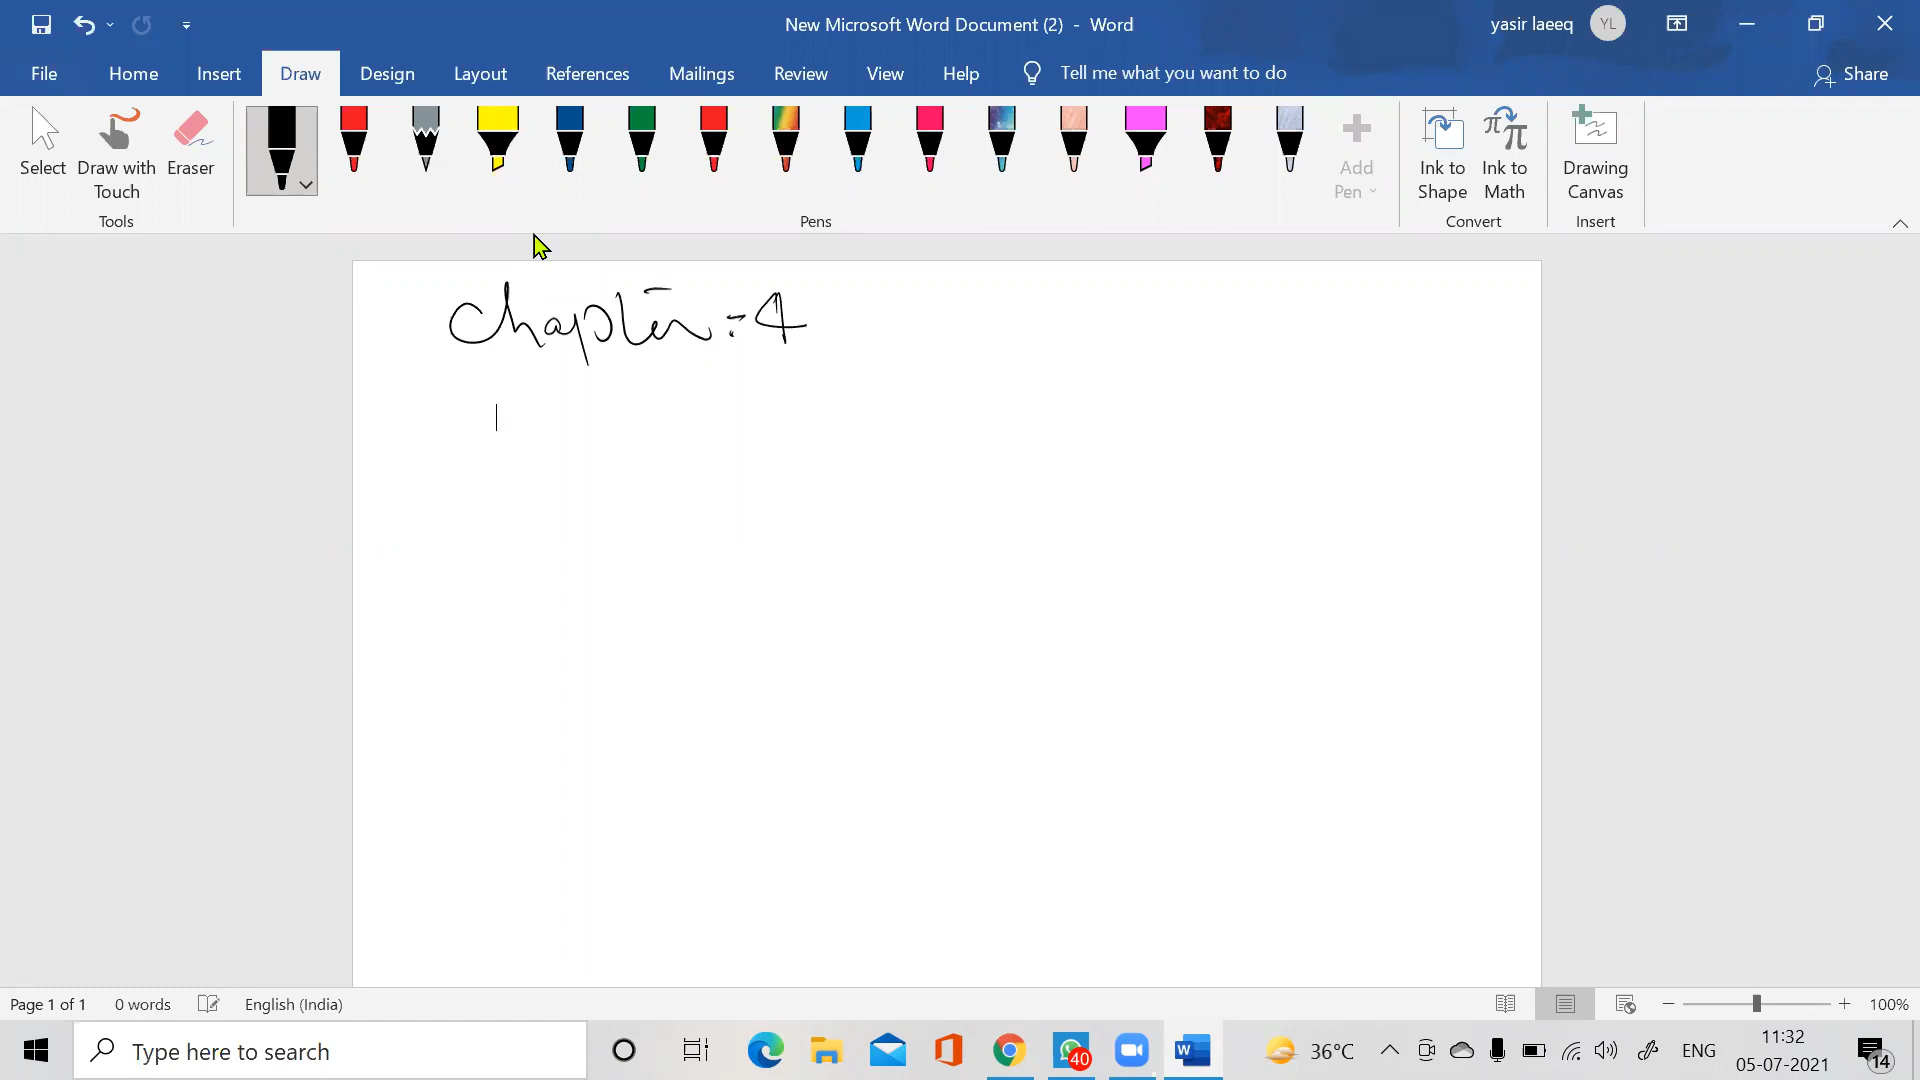 New Microsoft Word Document (2) - Word
yasir laeeq YL
File Home Insert Draw Design Layout References Mailings Review View Help Tell me what you want to do Share
Select Draw with Touch Eraser Add Pen Ink to Shape Ink to Math Drawing Canvas
Tools Pens Convert Insert
Chapter :- 4
Page 1 of 1 0 words English (India) 100%
Type here to search 40 36°C ENG 11:32 05-07-2021 14